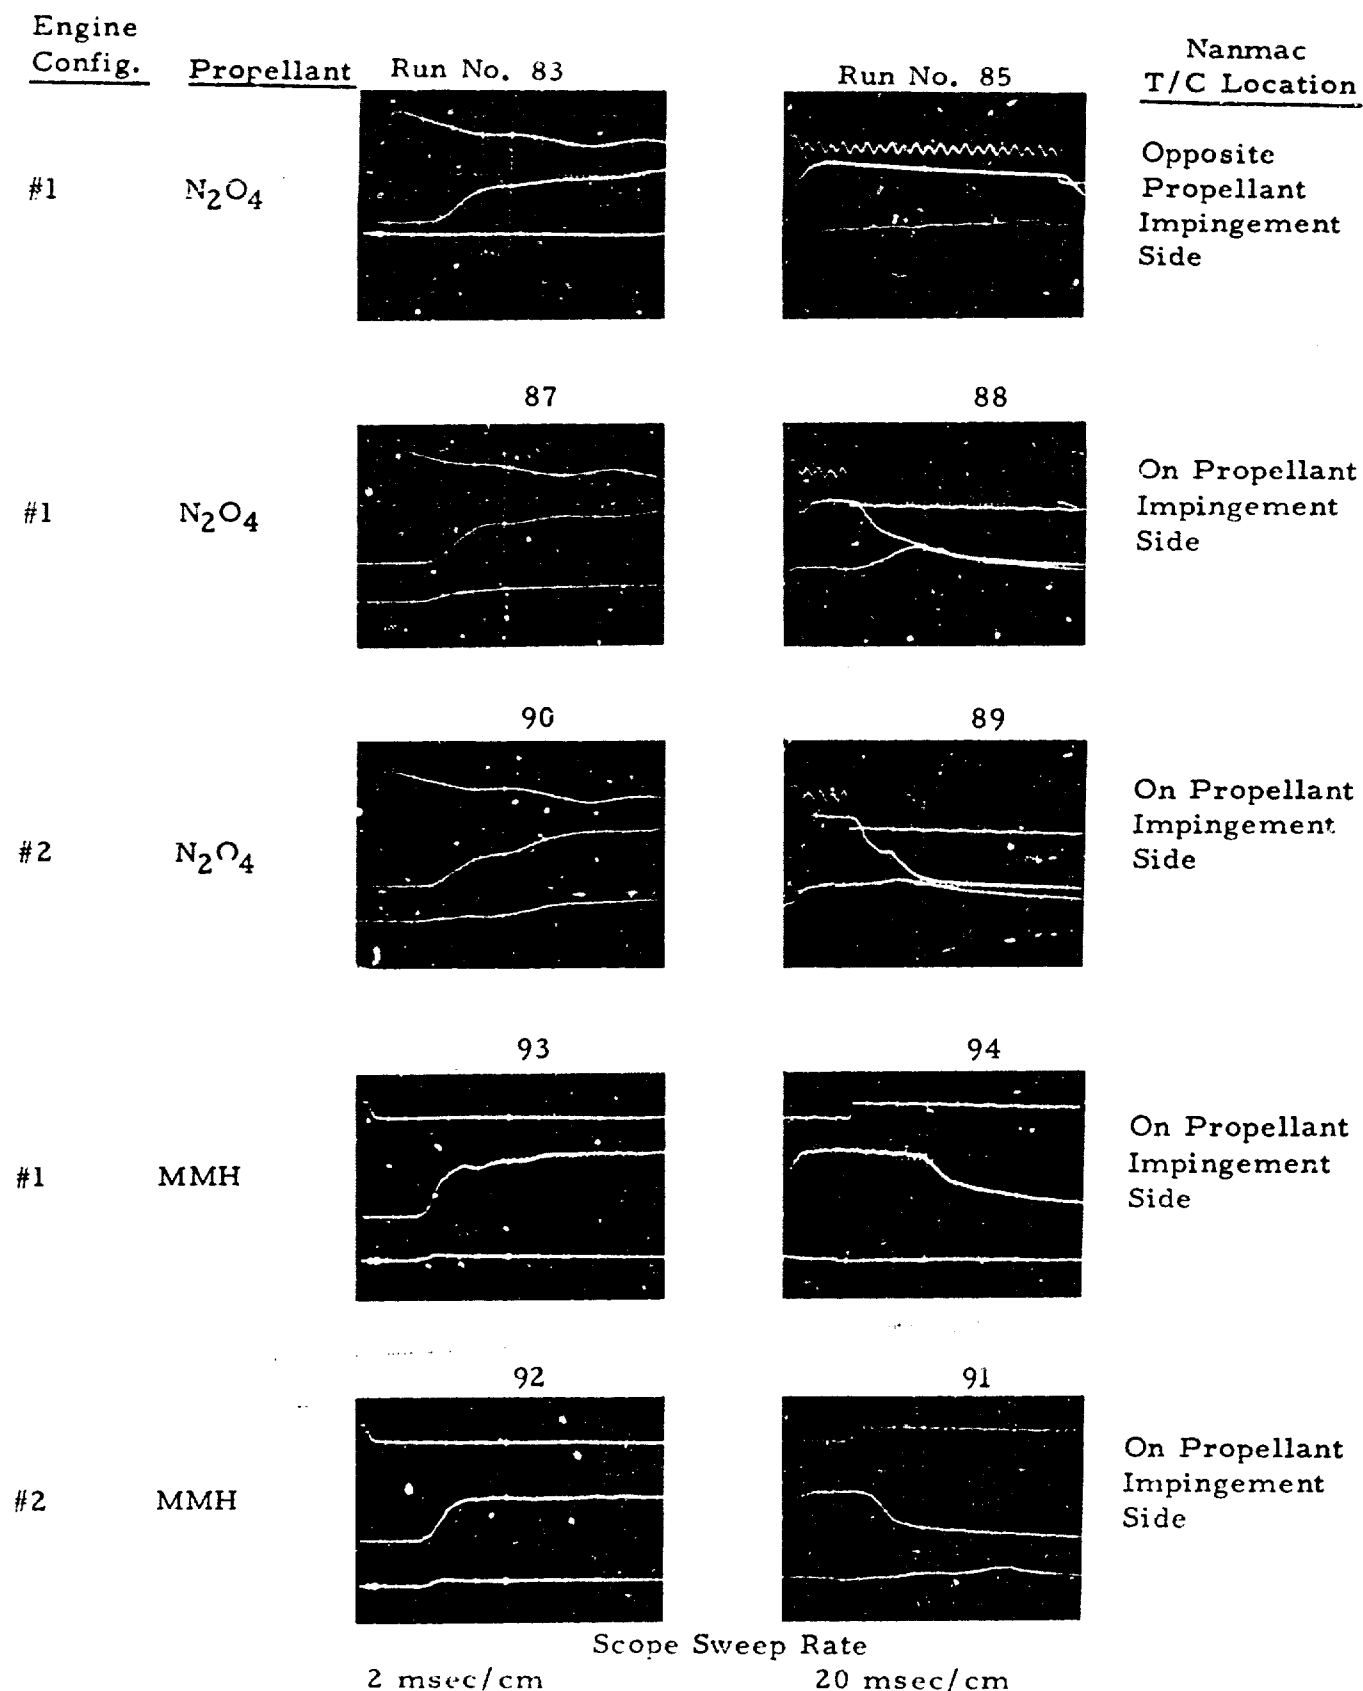 Engine
Config.
Propellant
Run No. 83
Run No. 85
Nanmac
T/C Location
#1
N₂O₄
Opposite
Propellant
Impingement
Side
87
88
#1
N₂O₄
On Propellant
Impingement
Side
90
89
#2
N₂O₄
On Propellant
Impingement
Side
93
94
#1
MMH
On Propellant
Impingement
Side
92
91
#2
MMH
On Propellant
Impingement
Side
Scope Sweep Rate
2 msec/cm
20 msec/cm